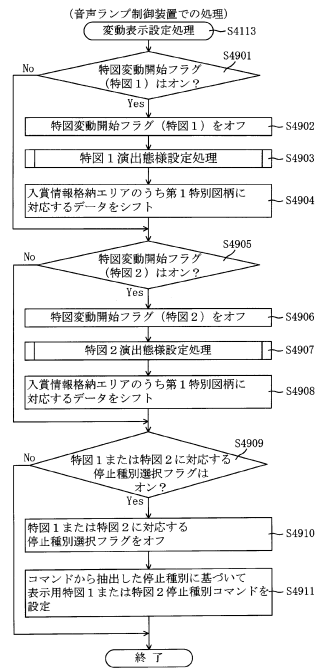 (音声ランプ制御装置での処理)
変動表示設定処理
S4113
S4901
No
特図変動開始フラグ
(特図1)はオン?
Yes
特図変動開始フラグ(特図1)をオフ
S4902
特図1演出態様設定処理
S4903
入賞情報格納エリアのうち第1特別図柄に
対応するデータをシフト
S4904
S4905
No
特図変動開始フラグ
(特図2)はオン?
Yes
特図変動開始フラグ(特図2)をオフ
S4906
特図2演出態様設定処理
S4907
入賞情報格納エリアのうち第1特別図柄に
対応するデータをシフト
S4908
S4909
No
特図1または特図2に対応する
停止種別選択フラグは
オン?
Yes
特図1または特図2に対応する
停止種別選択フラグをオフ
S4910
コマンドから抽出した停止種別に基づいて
表示用特図1または特図2停止種別コマンドを
設定
S4911
終了